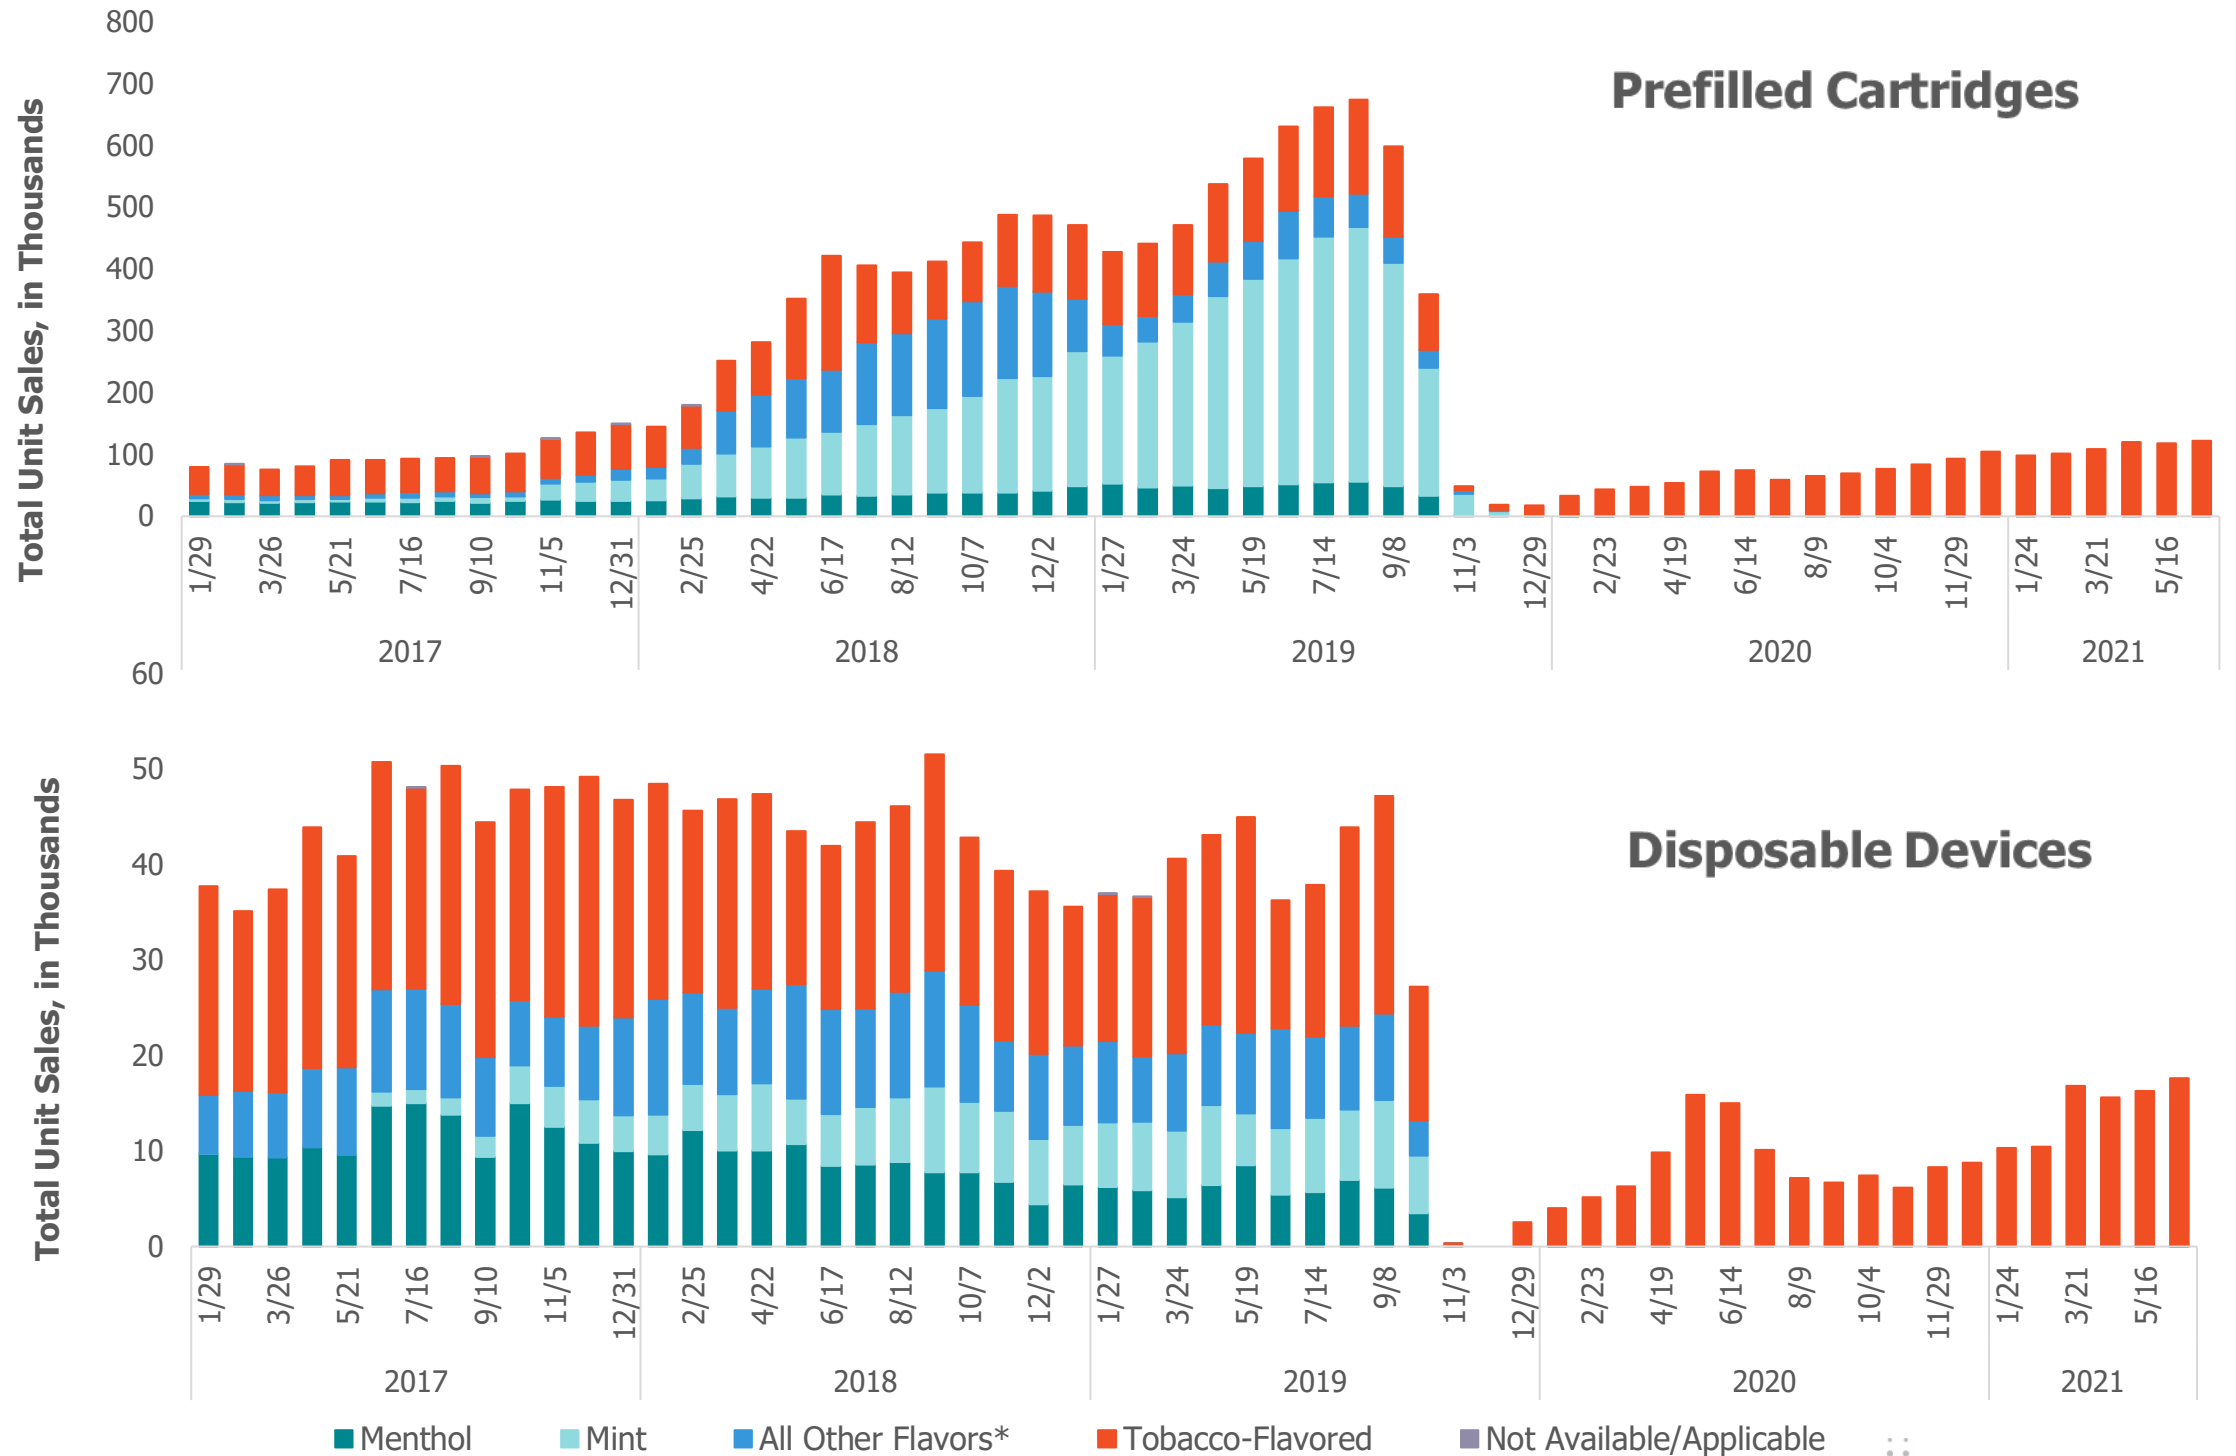 Prefilled Cartridges
Total Unit Sales, in Thousands
800
700
600
500
400
300
200
100
0
1/29 3/26 5/21 7/16 9/10 11/5 12/31 2/25 4/22 6/17 8/12 10/7 12/2 1/27 3/24 5/19 7/14 9/8 11/3 12/29 2/23 4/19 6/14 8/9 10/4 11/29 1/24 3/21 5/16
2017 2018 2019 2020 2021
Disposable Devices
Total Unit Sales, in Thousands
60
50
40
30
20
10
0
1/29 3/26 5/21 7/16 9/10 11/5 12/31 2/25 4/22 6/17 8/12 10/7 12/2 1/27 3/24 5/19 7/14 9/8 11/3 12/29 2/23 4/19 6/14 8/9 10/4 11/29 1/24 3/21 5/16
2017 2018 2019 2020 2021
Menthol Mint All Other Flavors* Tobacco-Flavored Not Available/Applicable